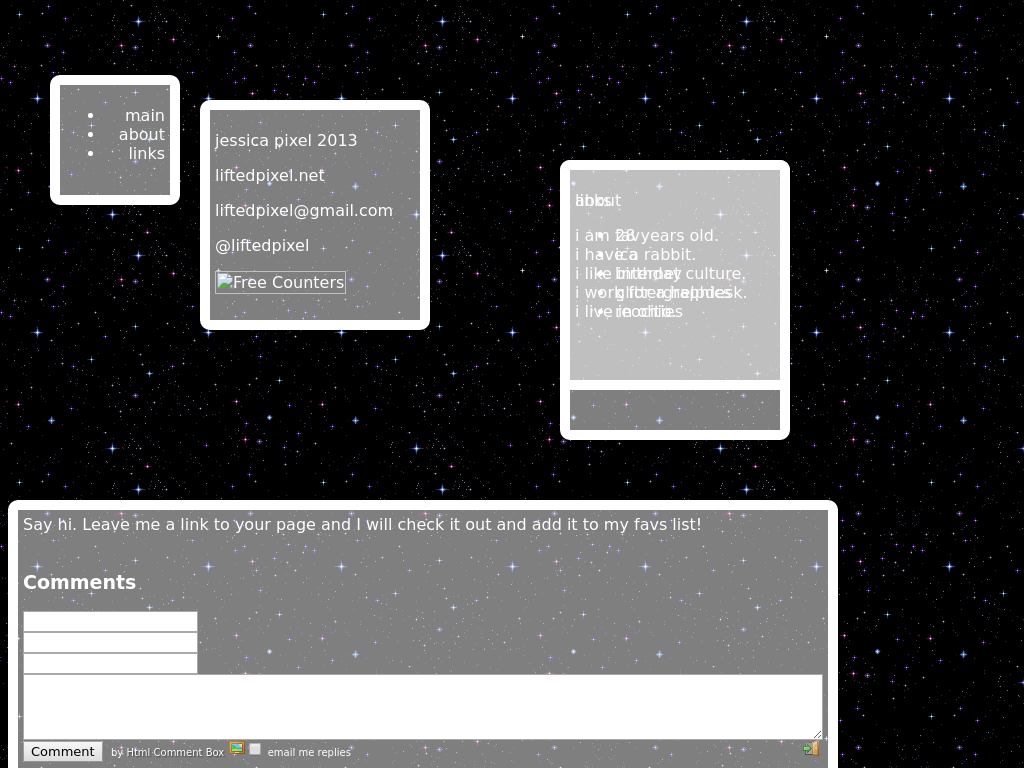 main
about
links
jessica pixel 2013
liftedpixel.net
liftedpixel@gmail.com
@liftedpixel
Free Counters
about
links
i am years old.
i have a rabbit.
i like internet culture.
i work for a helpdesk.
i live in
neocities
Say hi. Leave me a link to your page and I will check it out and add it to my favs list!
Comments
Comment by Html Comment Box email me replies